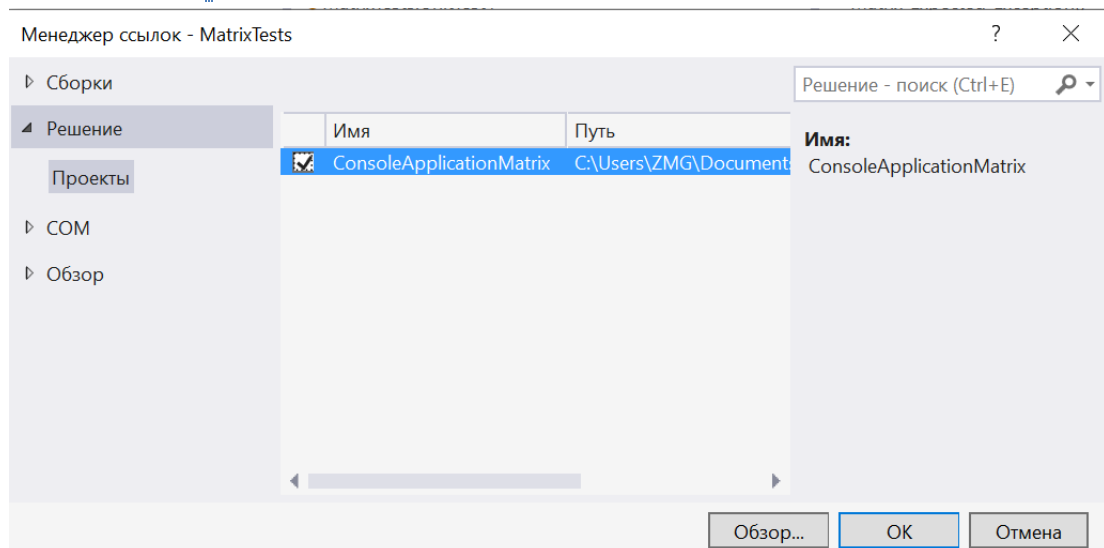 Менеджер ссылок - MatrixTests
?
Сборки
Решение
Проекты
COM
Обзор
Имя
Путь
ConsoleApplicationMatrix
C:\Users\ZMG\Document
Решение - поиск (Ctrl+E)
Имя:
ConsoleApplicationMatrix
Обзор...
OK
Отмена